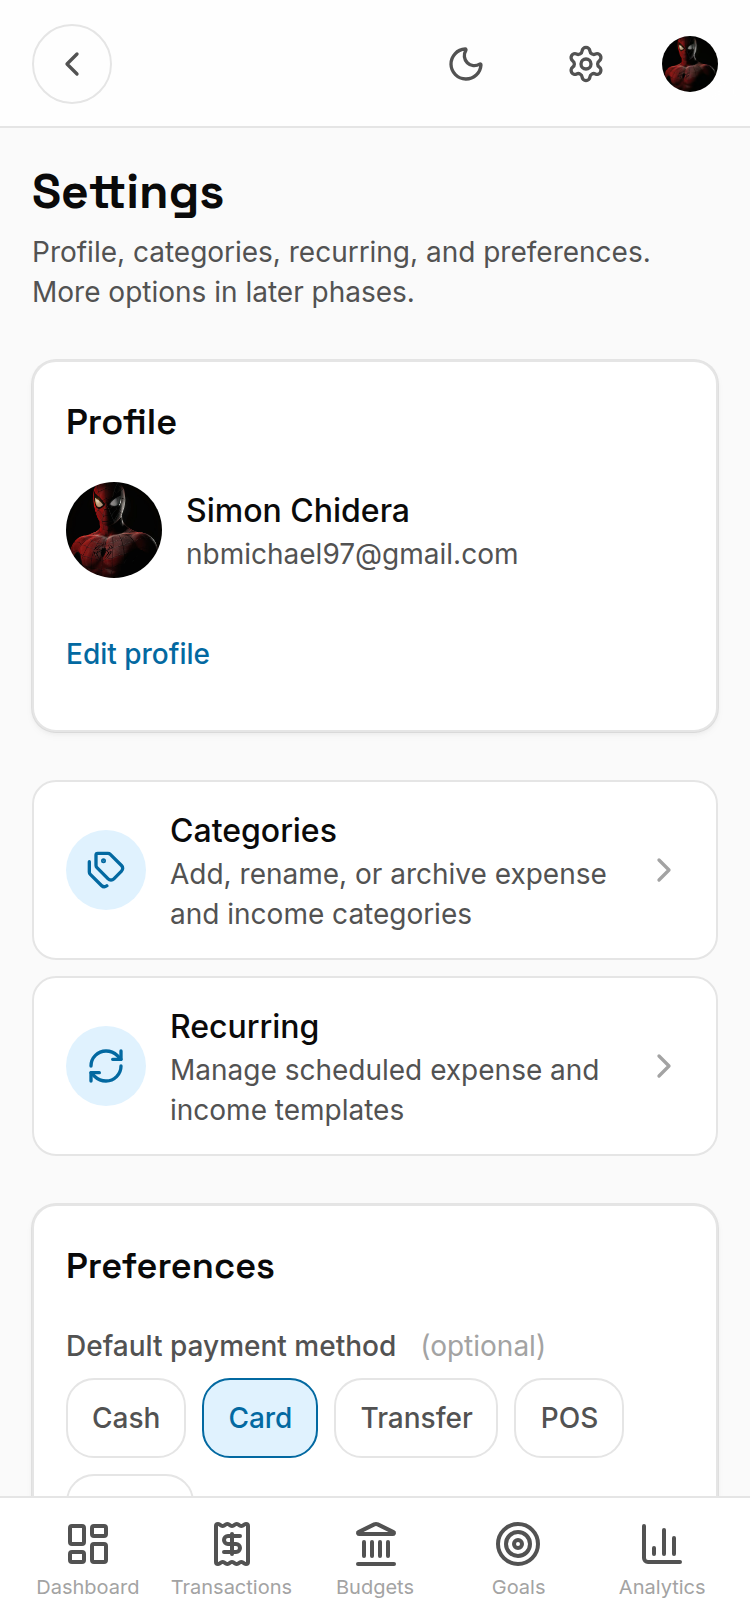 Settings
Profile, categories, recurring, and preferences.
More options in later phases.
Profile
Simon Chidera
nbmichael97@gmail.com
Edit profile
Categories
Add, rename, or archive expense
and income categories
Recurring
Manage scheduled expense and
income templates
Preferences
Default payment method (optional)
Cash Card Transfer POS
Dashboard Transactions Budgets Goals Analytics